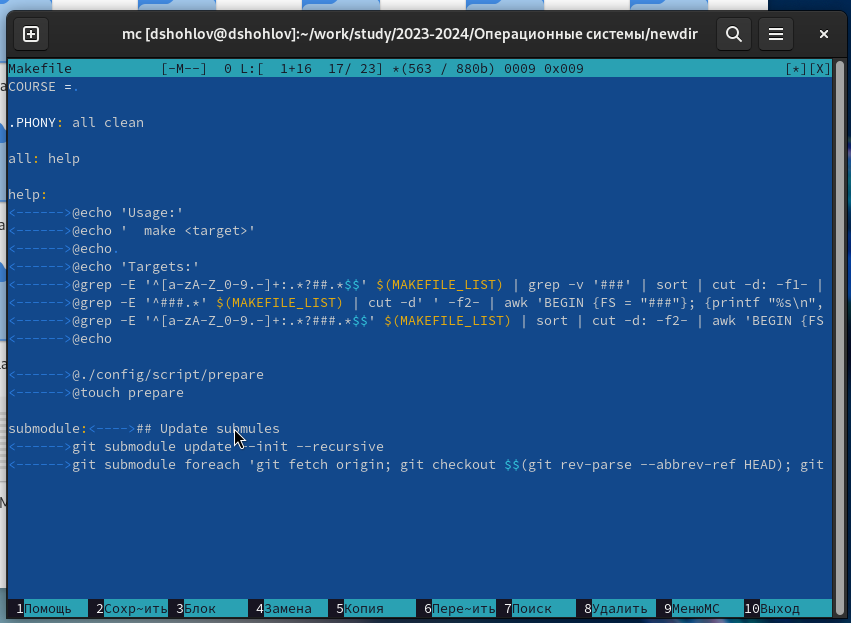 mc [dshohlov@dshohlov]:~/work/study/2023-2024/Операционные системы/newdir
Makefile [-M--] 0 L:[ 1+16 17/ 23] *(563 / 880b) 0009 0x009 [*][X]
COURSE =.
.PHONY: all clean
all: help
help:
<------>@echo 'Usage:'
<------>@echo '  make <target>'
<------>@echo.
<------>@echo 'Targets:'
<------>@grep -E '^[a-zA-Z_0-9.-]+:.*?##.*$$' $(MAKEFILE_LIST) | grep -v '###' | sort | cut -d: -f1- |
<------>@grep -E '^###.*' $(MAKEFILE_LIST) | cut -d' ' -f2- | awk 'BEGIN {FS = "###"}; {printf "%s\n",
<------>@grep -E '^[a-zA-Z_0-9.-]+:.*?###.*$$' $(MAKEFILE_LIST) | sort | cut -d: -f2- | awk 'BEGIN {FS
<------>@echo
<------>@./config/script/prepare
<------>@touch prepare
submodule:<---->## Update submules
<------>git submodule update --init --recursive
<------>git submodule foreach 'git fetch origin; git checkout $$(git rev-parse --abbrev-ref HEAD); git
1Помощь 2Сохр~ить 3Блок 4Замена 5Копия 6Пере~ить 7Поиск 8Удалить 9МенюMC 10Выход